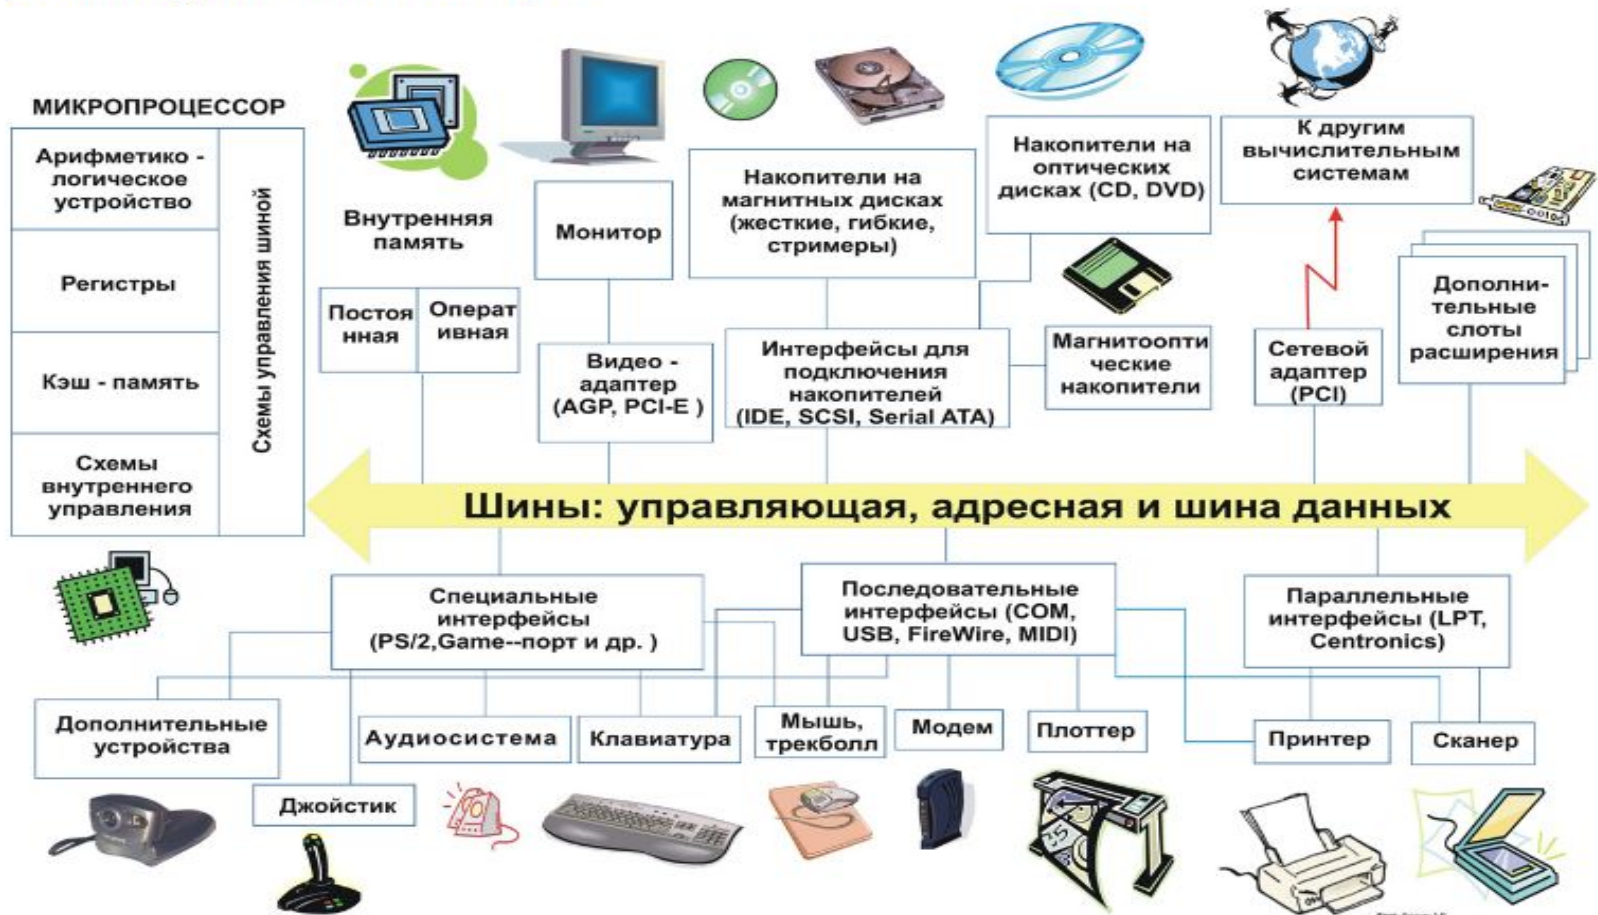 МИКРОПРОЦЕССОР
Арифметико -
логическое
устройство
Регистры
Кэш - память
Схемы
внутреннего
управления
Схемы управления шиной
Внутренняя
память
Постоя
нная
Операт
ивная
Монитор
Видео -
адаптер
(AGP, PCI-E )
Накопители на
магнитных дисках
(жесткие, гибкие,
стримеры)
Накопители на
оптических
дисках (CD, DVD)
Интерфейсы для
подключения
накопителей
(IDE, SCSI, Serial ATA)
Магнитоопти
ческие
накопители
К другим
вычислительным
системам
Сетевой
адаптер
(PCI)
Дополни-
тельные
слоты
расширения
Шины: управляющая, адресная и шина данных
Специальные
интерфейсы
(PS/2,Game--порт и др. )
Последовательные
интерфейсы (COM,
USB, FireWire, MIDI)
Параллельные
интерфейсы (LPT,
Centronics)
Дополнительные
устройства
Джойстик
Аудиосистема
Клавиатура
Мышь,
трекболл
Модем
Плоттер
Принтер
Сканер